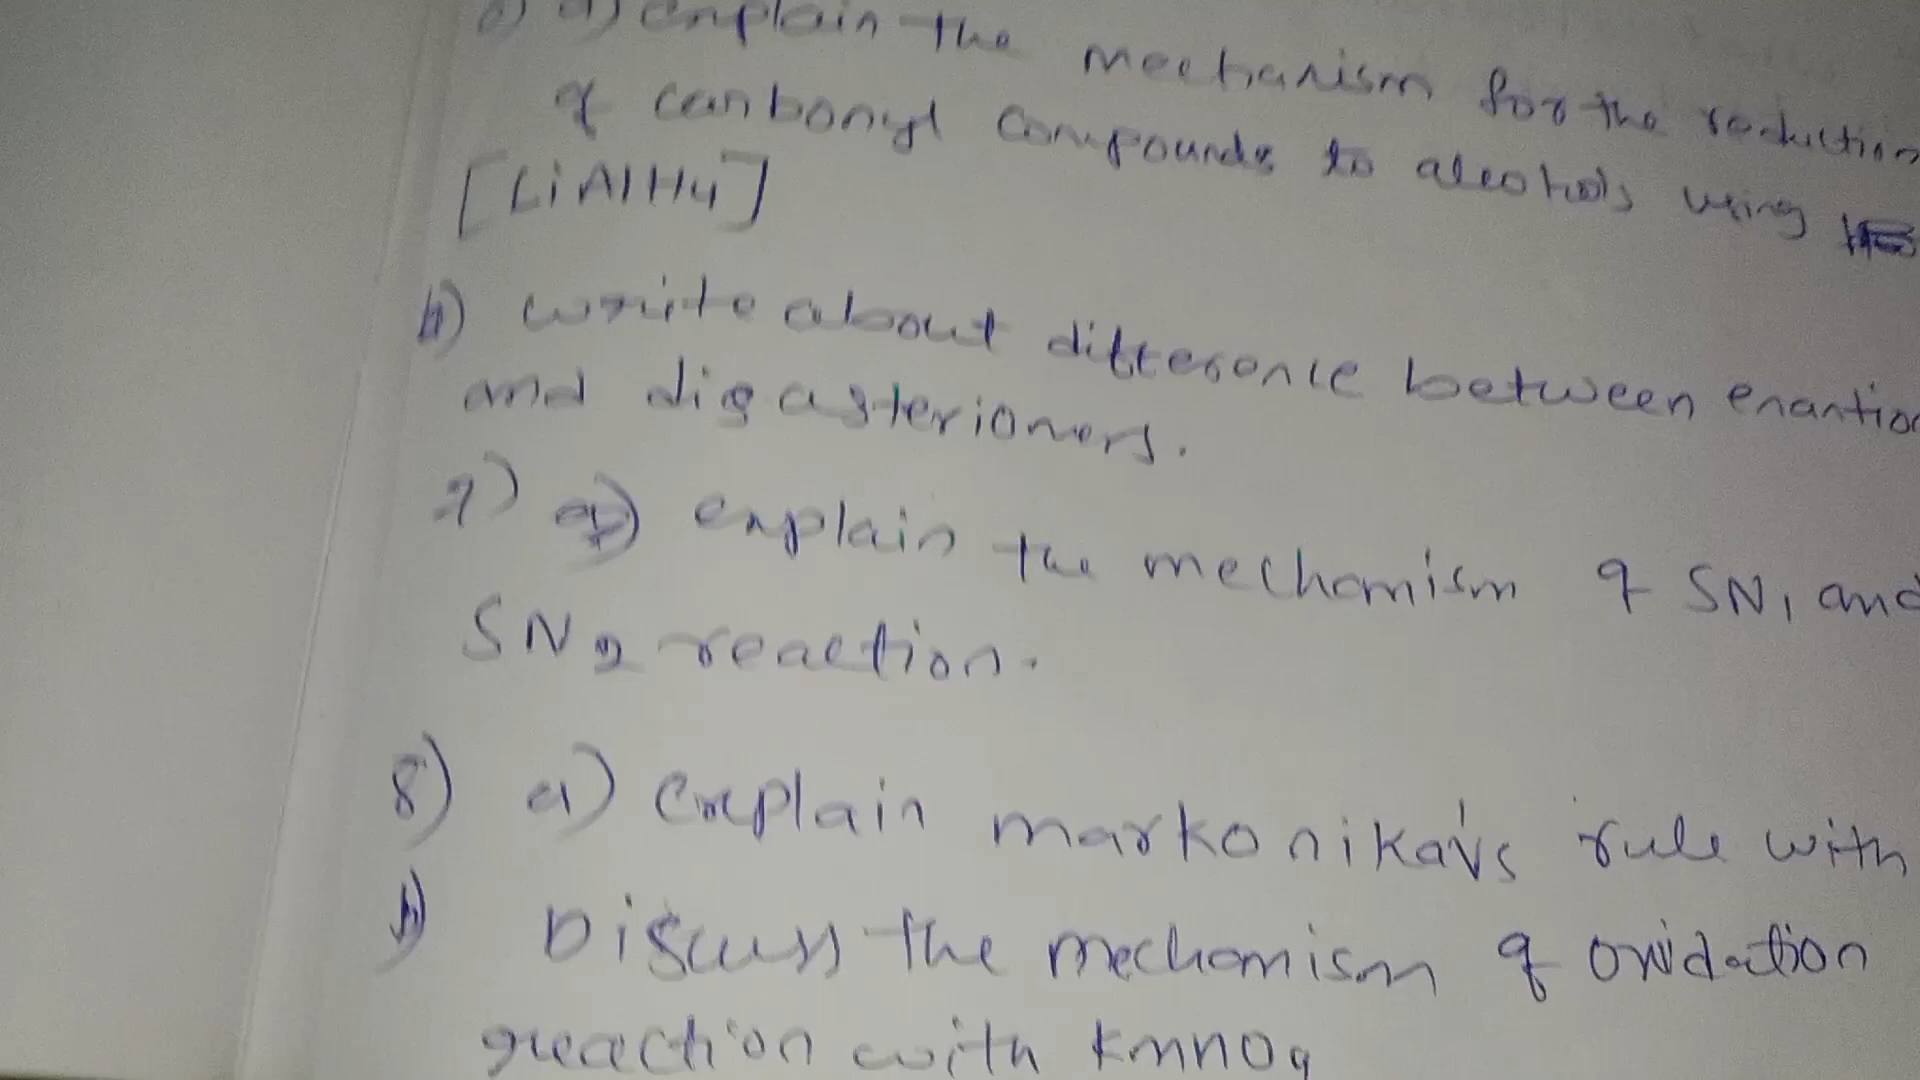 a) explain the mechanism for the reduction
of carbonyl compounds to alcohols using
[LiAlH4]
b) write about difference between enantio
and digasteriomers.
7) a) explain the mechanism of SN1 and
SN2 reaction.
8) a) Explain markonikav's rule with
b) Discuss the mechanism of oxidation
reaction with kmno4